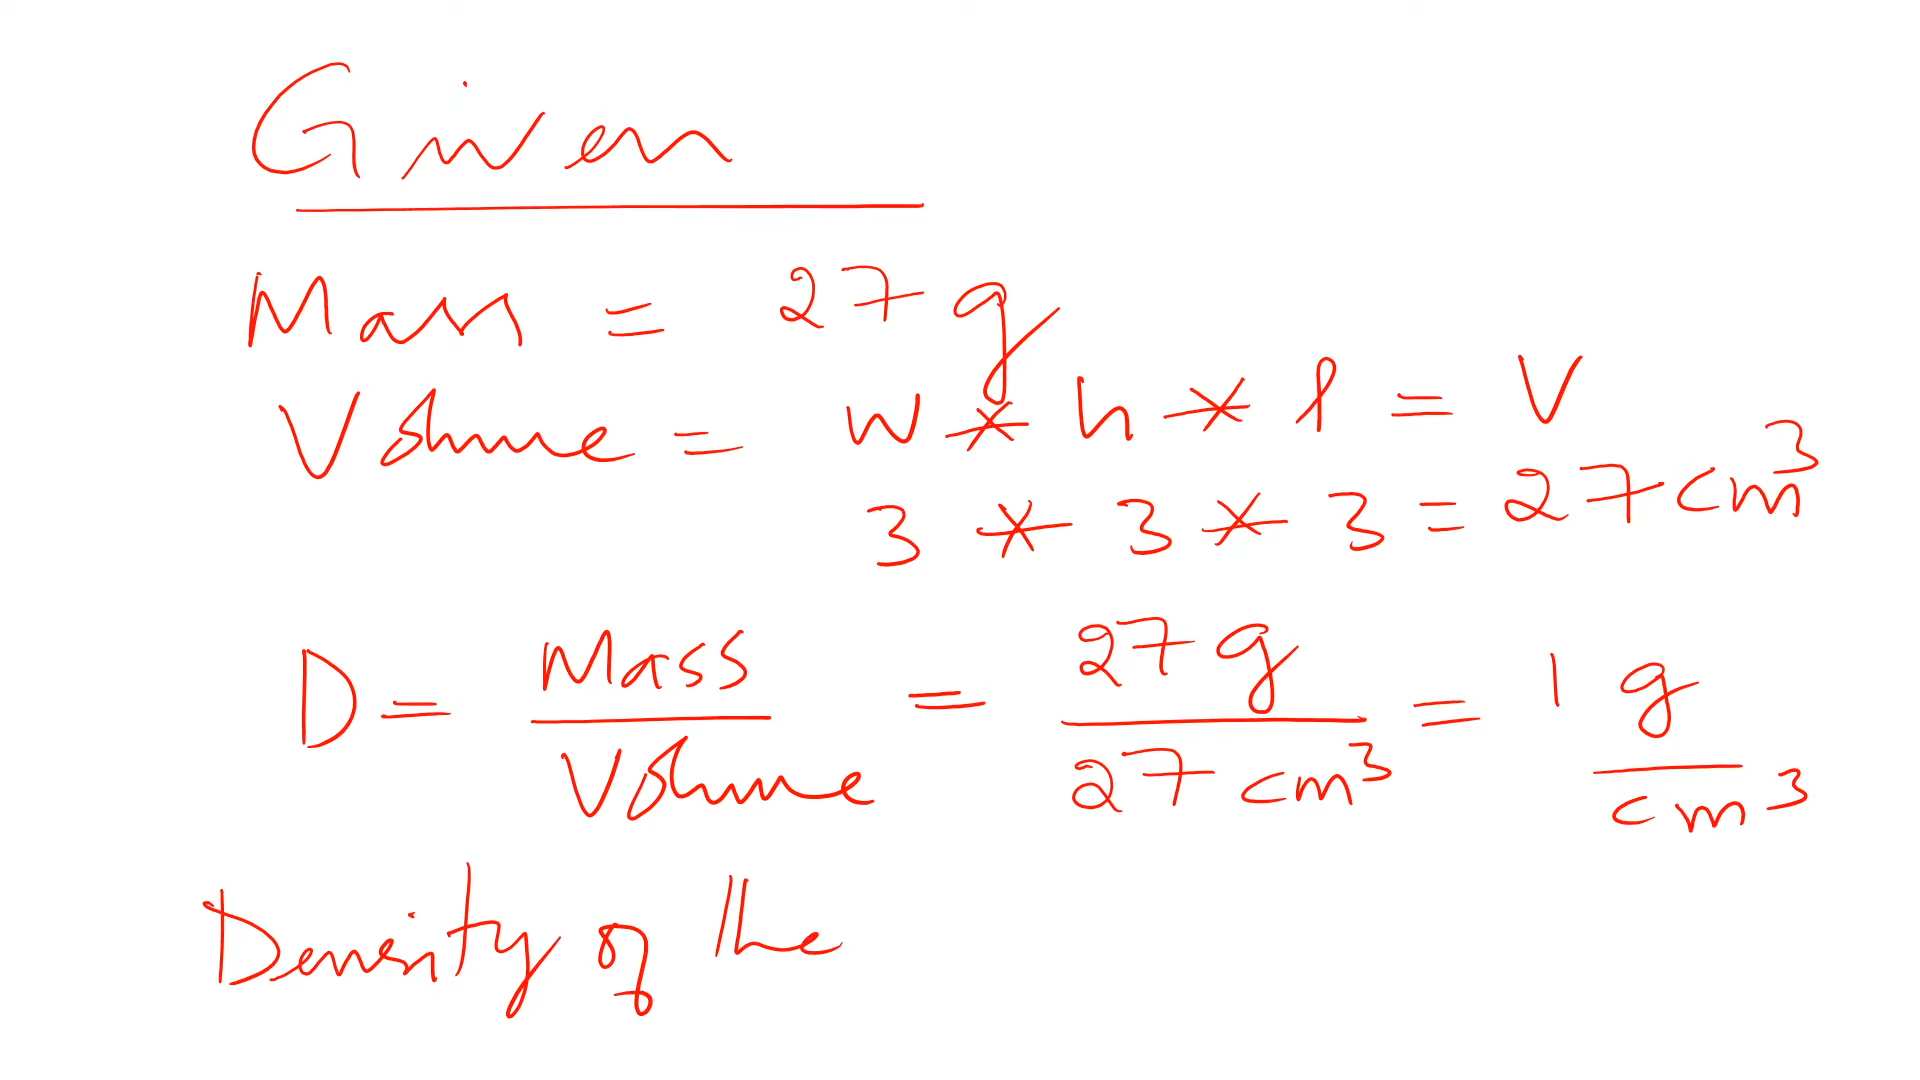 Given
Mass = 27 g
Volume = w * h * l = V
3 * 3 * 3 = 27 cm³
D = Mass / Volume = 27 g / 27 cm³ = 1 g / cm³
Density of the